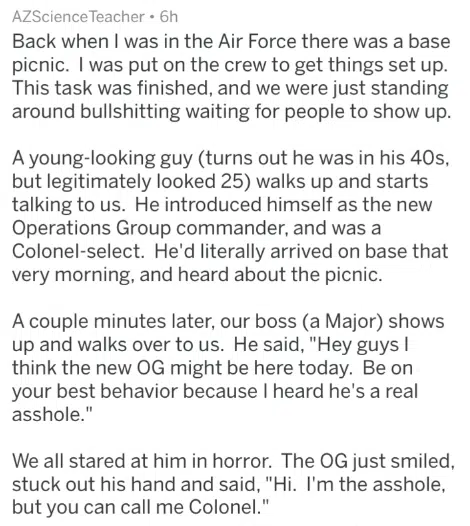 AZScienceTeacher • 6h
Back when I was in the Air Force there was a base
picnic. I was put on the crew to get things set up.
This task was finished, and we were just standing
around bullshitting waiting for people to show up.
A young-looking guy (turns out he was in his 40s,
but legitimately looked 25) walks up and starts
talking to us. He introduced himself as the new
Operations Group commander, and was a
Colonel-select. He'd literally arrived on base that
very morning, and heard about the picnic.
A couple minutes later, our boss (a Major) shows
up and walks over to us. He said, "Hey guys I
think the new OG might be here today. Be on
your best behavior because I heard he's a real
asshole."
We all stared at him in horror. The OG just smiled,
stuck out his hand and said, "Hi. I'm the asshole,
but you can call me Colonel."